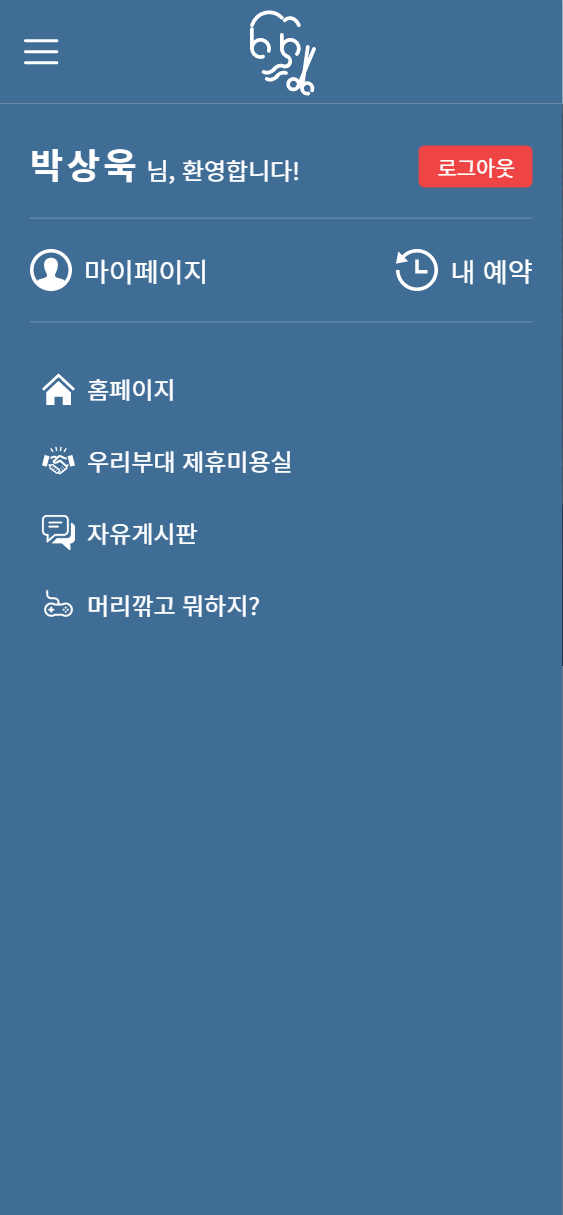 박상욱 님, 환영합니다!
로그아웃
마이페이지
내 예약
홈페이지
우리부대 제휴미용실
자유게시판
머리깎고 뭐하지?